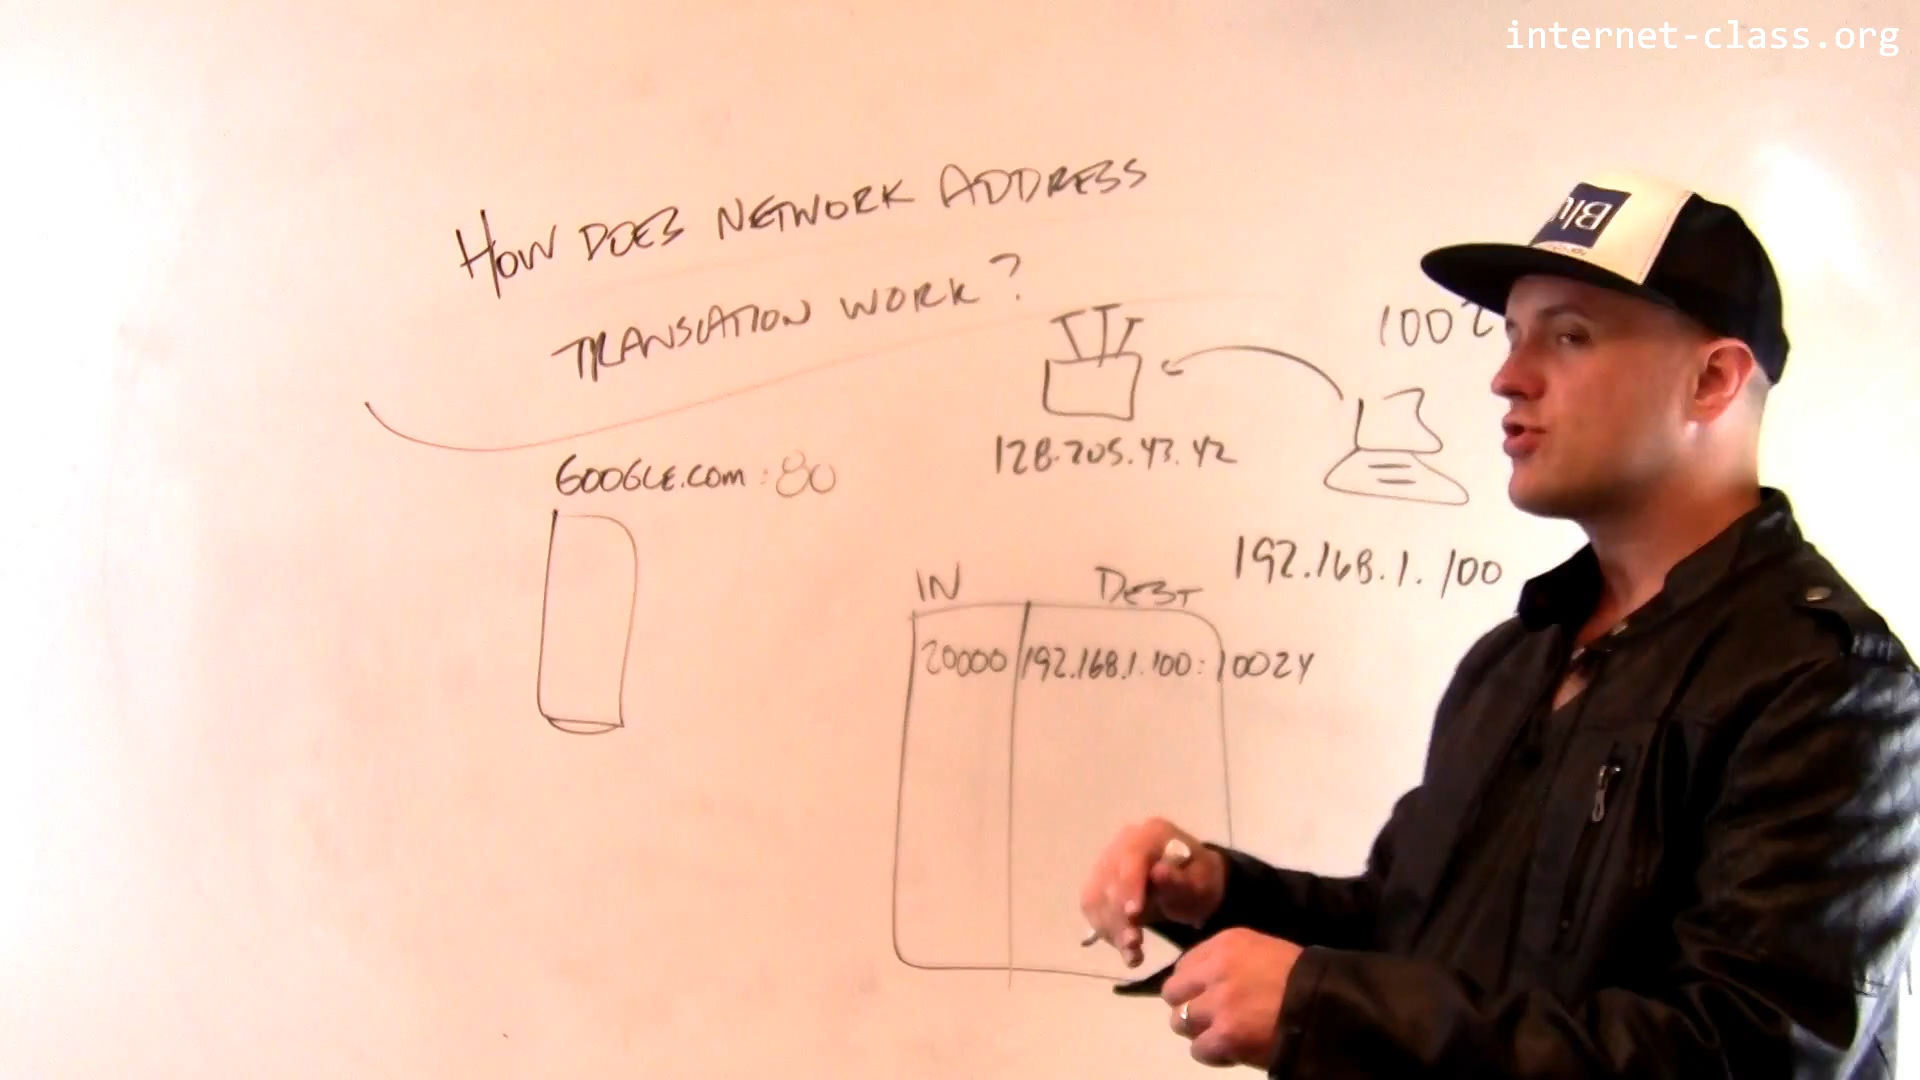 internet-class.org
HOW DOES NETWORK ADDRESS
TRANSLATION WORK?
1002
GOOGLE.COM:80
128.205.43.42
192.168.1.100
IN DEST
20000 192.168.1.100:10024